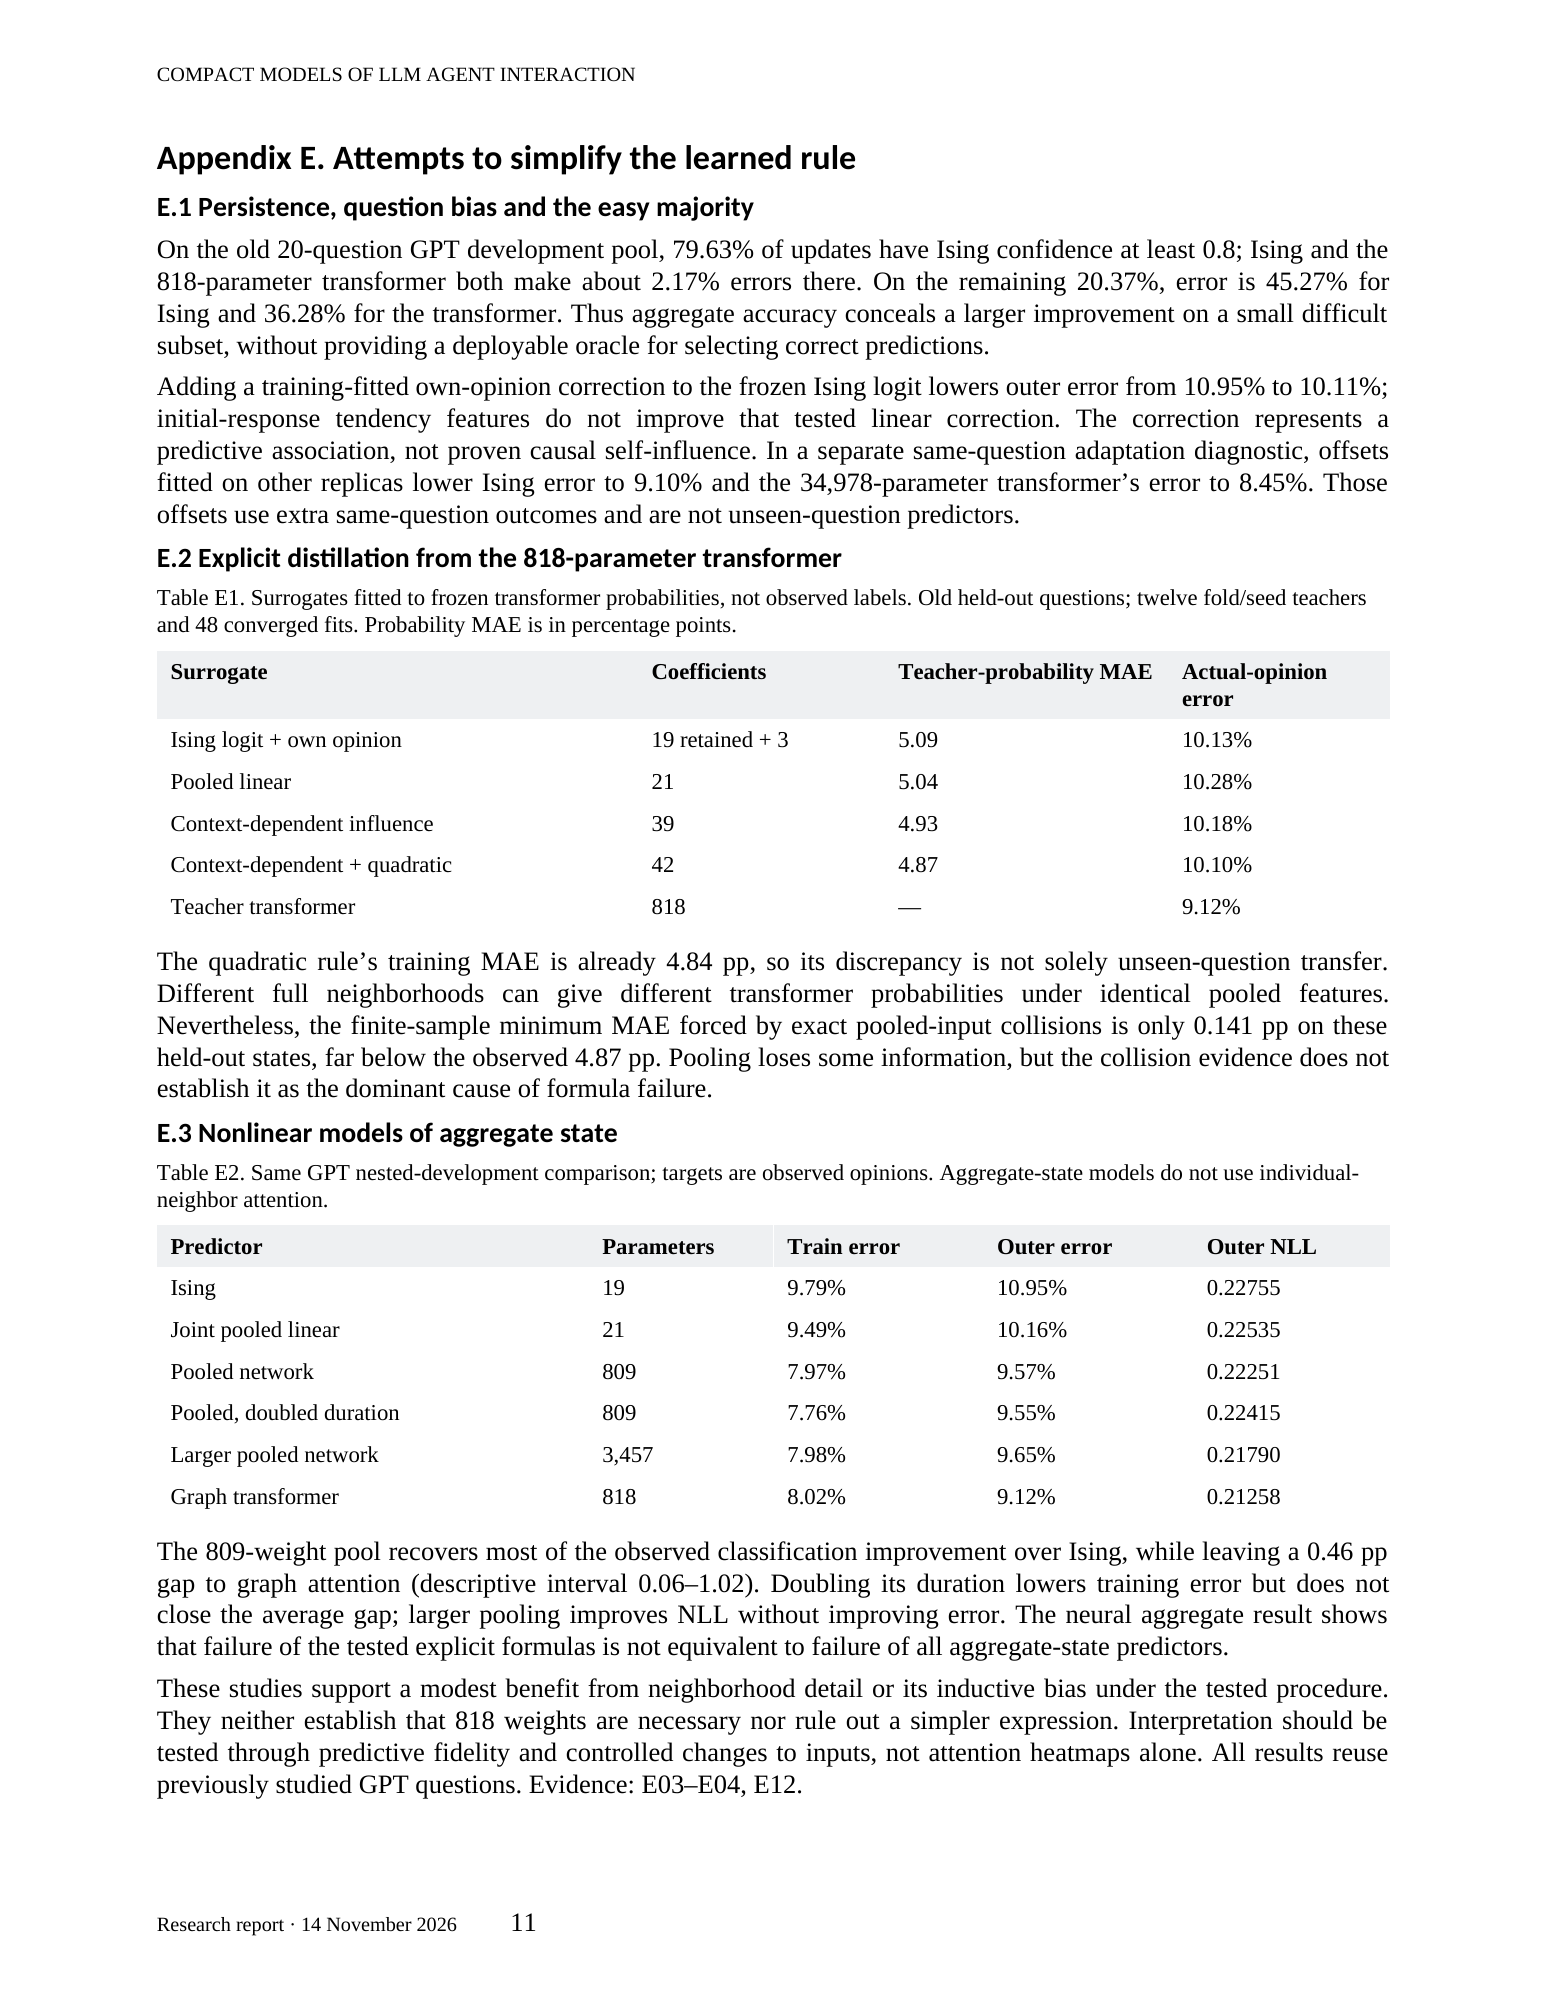 COMPACT MODELS OF LLM AGENT INTERACTION
Appendix E. Attempts to simplify the learned rule
E.1 Persistence, question bias and the easy majority
On the old 20-question GPT development pool, 79.63% of updates have Ising confidence at least 0.8; Ising and the
818-parameter transformer both make about 2.17% errors there. On the remaining 20.37%, error is 45.27% for
Ising and 36.28% for the transformer. Thus aggregate accuracy conceals a larger improvement on a small difficult
subset, without providing a deployable oracle for selecting correct predictions.
Adding a training-fitted own-opinion correction to the frozen Ising logit lowers outer error from 10.95% to 10.11%;
initial-response tendency features do not improve that tested linear correction. The correction represents a
predictive association, not proven causal self-influence. In a separate same-question adaptation diagnostic, offsets
fitted on other replicas lower Ising error to 9.10% and the 34,978-parameter transformer’s error to 8.45%. Those
offsets use extra same-question outcomes and are not unseen-question predictors.
E.2 Explicit distillation from the 818-parameter transformer
Table E1. Surrogates fitted to frozen transformer probabilities, not observed labels. Old held-out questions; twelve fold/seed teachers
and 48 converged fits. Probability MAE is in percentage points.
Surrogate Coefficients Teacher-probability MAE Actual-opinion
error
Ising logit + own opinion 19 retained + 3 5.09 10.13%
Pooled linear 21 5.04 10.28%
Context-dependent influence 39 4.93 10.18%
Context-dependent + quadratic 42 4.87 10.10%
Teacher transformer 818 — 9.12%
The quadratic rule’s training MAE is already 4.84 pp, so its discrepancy is not solely unseen-question transfer.
Different full neighborhoods can give different transformer probabilities under identical pooled features.
Nevertheless, the finite-sample minimum MAE forced by exact pooled-input collisions is only 0.141 pp on these
held-out states, far below the observed 4.87 pp. Pooling loses some information, but the collision evidence does not
establish it as the dominant cause of formula failure.
E.3 Nonlinear models of aggregate state
Table E2. Same GPT nested-development comparison; targets are observed opinions. Aggregate-state models do not use individual-
neighbor attention.
Predictor Parameters Train error Outer error Outer NLL
Ising 19 9.79% 10.95% 0.22755
Joint pooled linear 21 9.49% 10.16% 0.22535
Pooled network 809 7.97% 9.57% 0.22251
Pooled, doubled duration 809 7.76% 9.55% 0.22415
Larger pooled network 3,457 7.98% 9.65% 0.21790
Graph transformer 818 8.02% 9.12% 0.21258
The 809-weight pool recovers most of the observed classification improvement over Ising, while leaving a 0.46 pp
gap to graph attention (descriptive interval 0.06–1.02). Doubling its duration lowers training error but does not
close the average gap; larger pooling improves NLL without improving error. The neural aggregate result shows
that failure of the tested explicit formulas is not equivalent to failure of all aggregate-state predictors.
These studies support a modest benefit from neighborhood detail or its inductive bias under the tested procedure.
They neither establish that 818 weights are necessary nor rule out a simpler expression. Interpretation should be
tested through predictive fidelity and controlled changes to inputs, not attention heatmaps alone. All results reuse
previously studied GPT questions. Evidence: E03–E04, E12.
Research report · 14 November 2026 11